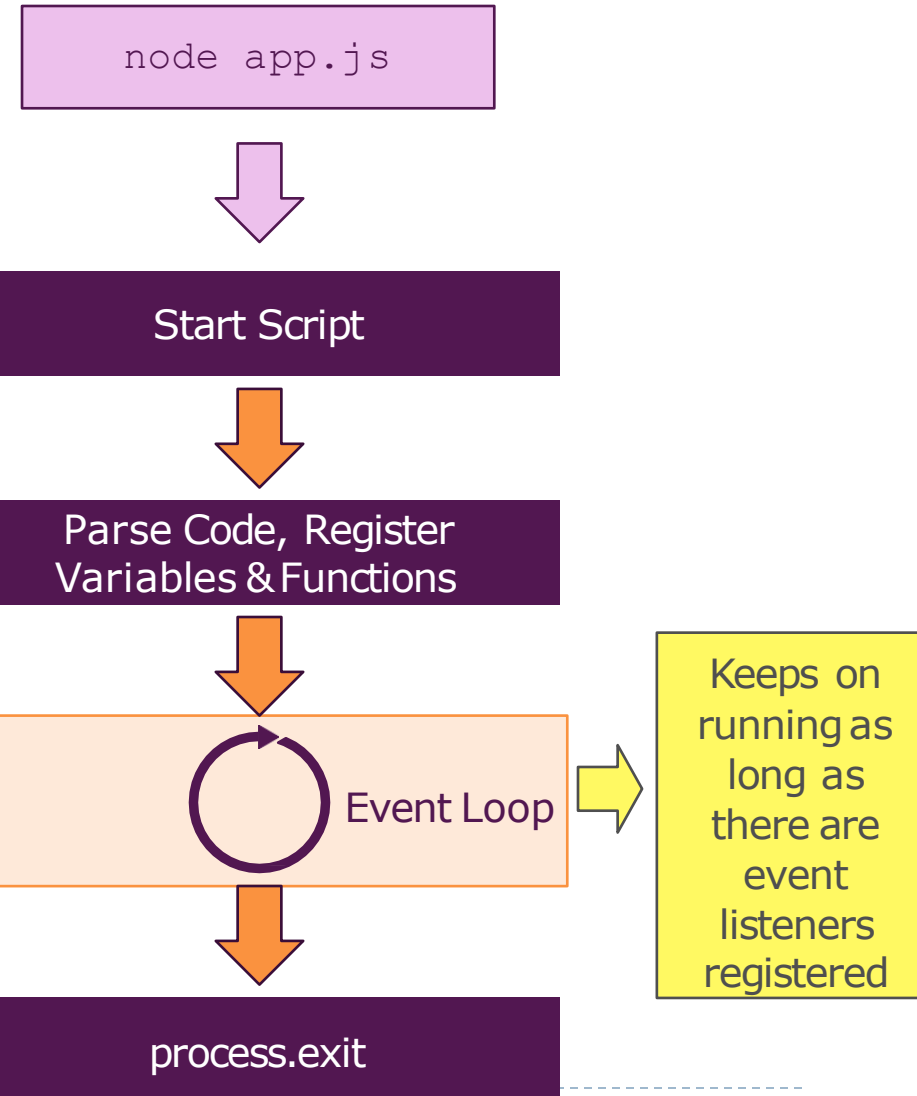 node app.js
Start Script
Parse Code, Register
Variables & Functions
Event Loop
Keeps on
running as
long as
there are
event
listeners
registered
process.exit